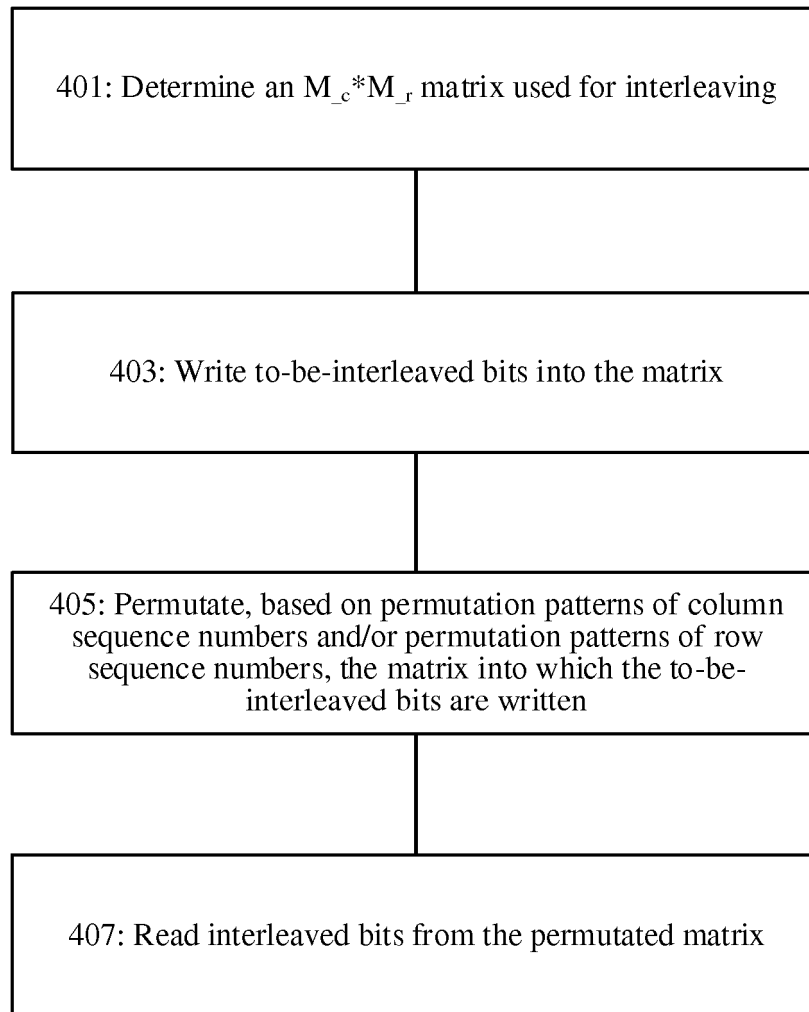 401: Determine an M_c*M_r matrix used for interleaving
403: Write to-be-interleaved bits into the matrix
405: Permutate, based on permutation patterns of column
sequence numbers and/or permutation patterns of row
sequence numbers, the matrix into which the to-be-
interleaved bits are written
407: Read interleaved bits from the permutated matrix